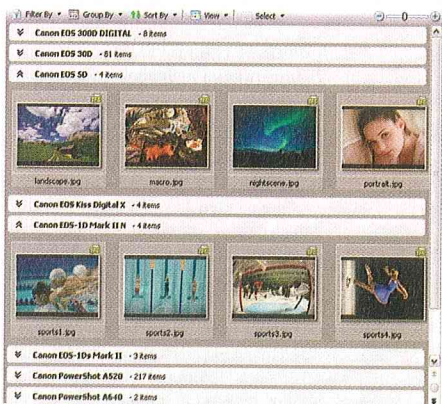 Filter By Group By Sort By View Select 0
Canon EOS 300D DIGITAL - 8 items
Canon EOS 30D - 81 items
Canon EOS 5D - 4 items
landscape.jpg macro.jpg nightscene.jpg portrait.jpg
Canon EOS Kiss Digital X - 4 items
Canon EOS-1D Mark II N - 4 items
sports1.jpg sports2.jpg sports3.jpg sports4.jpg
Canon EOS-1Ds Mark II - 3 items
Canon PowerShot A520 - 217 items
Canon PowerShot A640 - 2 items